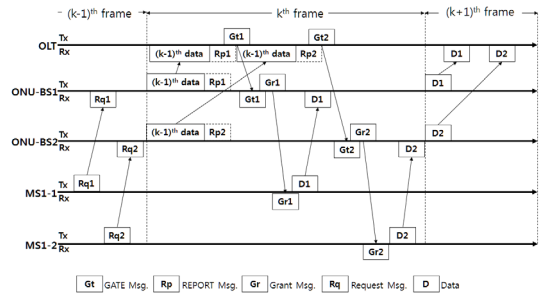 (k-1)th frame kth frame (k+1)th frame
Gt1 Gt2
OLT Tx
Rx (k-1)th data Rp1 (k-1)th data Rp2 D1 D2
ONU-BS1 Tx (k-1)th data Rp1 Gr1 D1
Rx Rq1 Gt1 D1
ONU-BS2 Tx (k-1)th data Rp2 Gr2 D2
Rx Rq2 Gt2 D2
MS1-1 Tx Rq1 D1
Rx Gr1
MS1-2 Tx Rq2 D2
Rx Gr2
Gt GATE Msg. Rp REPORT Msg. Gr Grant Msg. Rq Request Msg. D Data